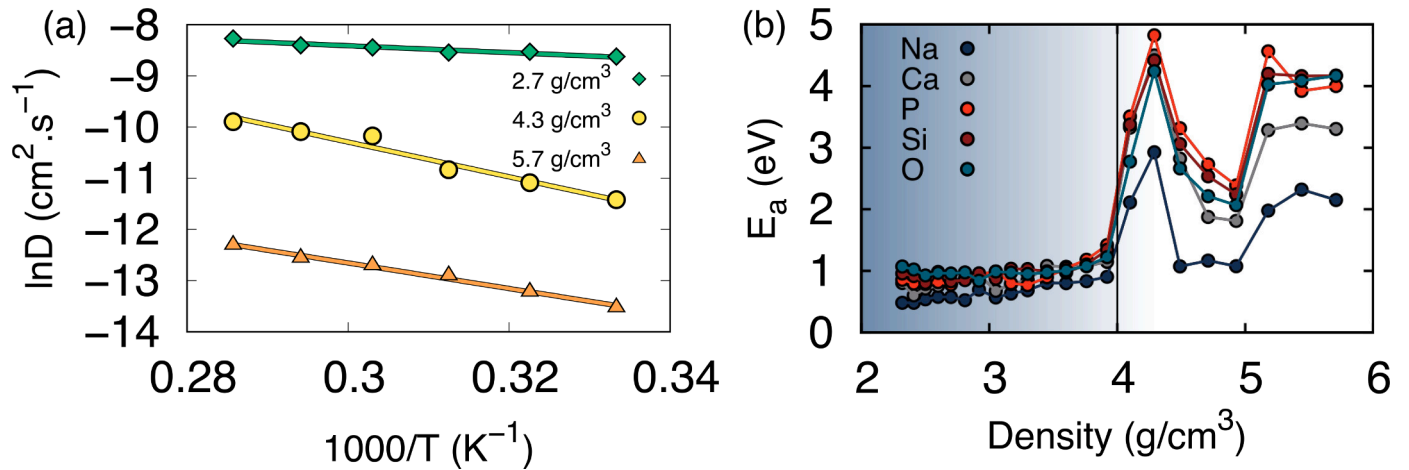 (a)
−8
−9
−10
−11
−12
−13
−14
lnD (cm².s⁻¹)
2.7 g/cm³
4.3 g/cm³
5.7 g/cm³
0.28
0.3
0.32
0.34
1000/T (K⁻¹)
(b)
5
4
3
2
1
0
Eₐ (eV)
Na
Ca
P
Si
O
2
3
4
5
6
Density (g/cm³)